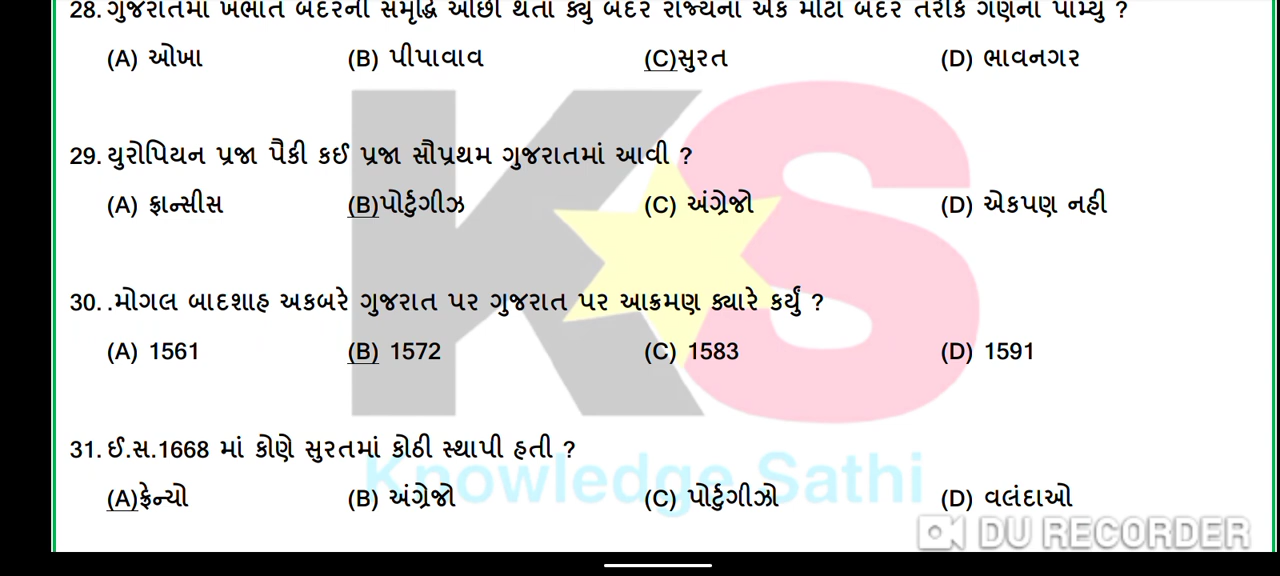 28. ગુજરાતમાં ખંભાત બંદરની સમૃદ્ધિ ઓછી થતા ક્યુ બંદર રાજ્યના એક મોટા બંદર તરીકે ગણના પામ્યુ ?
(A) ઓખા (B) પીપાવાવ (C)સુરત (D) ભાવનગર
29. યુરોપિયન પ્રજા પૈકી કઈ પ્રજા સૌપ્રથમ ગુજરાતમાં આવી ?
(A) ફ્રાન્સીસ (B)પોર્ટુગીઝ (C) અંગ્રેજો (D) એકપણ નહી
30. .મોગલ બાદશાહ અકબરે ગુજરાત પર ગુજરાત પર આક્રમણ ક્યારે કર્યું ?
(A) 1561 (B) 1572 (C) 1583 (D) 1591
31. ઈ.સ.1668 માં કોણે સુરતમાં કોઠી સ્થાપી હતી ?
(A)ફ્રેન્ચો (B) અંગ્રેજો (C) પોર્ટુગીઝો (D) વલંદાઓ
KS
Knowledge Sathi
DU RECORDER